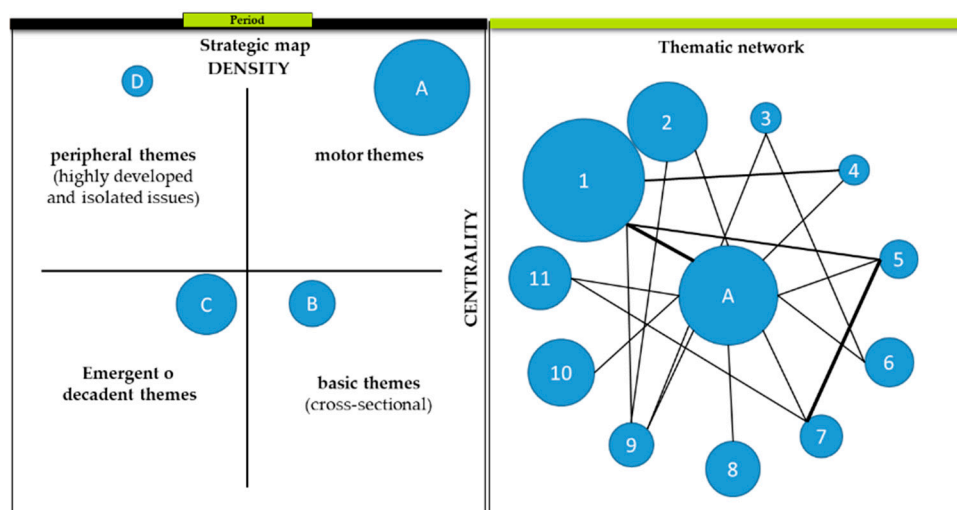 Period
Strategic map
DENSITY
D
A
peripheral themes
(highly developed
and isolated issues)
motor themes
CENTRALITY
C
B
Emergent o
decadent themes
basic themes
(cross-sectional)
Thematic network
1
2
3
4
5
6
7
8
9
10
11
A